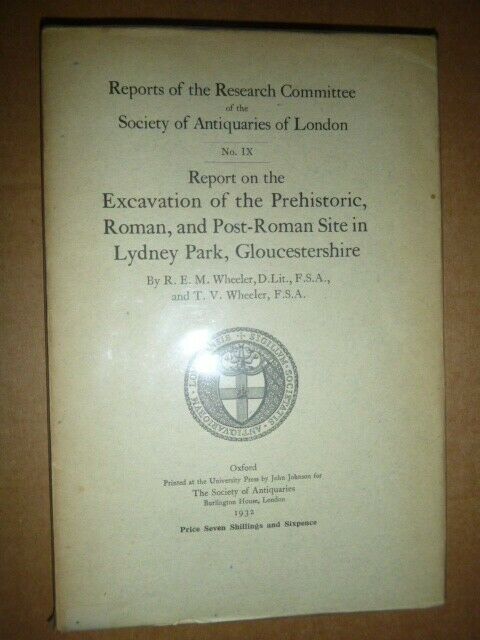 Reports of the Research Committee
of the
Society of Antiquaries of London
No. IX
Report on the
Excavation of the Prehistoric,
Roman, and Post-Roman Site in
Lydney Park, Gloucestershire
By R. E. M. Wheeler, D.Lit., F.S.A.,
and T. V. Wheeler, F.S.A.
SIGILLVM · SOCIETATIS · ANTIQVARIORVM
Oxford
Printed at the University Press by John Johnson for
The Society of Antiquaries
Burlington House, London
1932
Price Seven Shillings and Sixpence